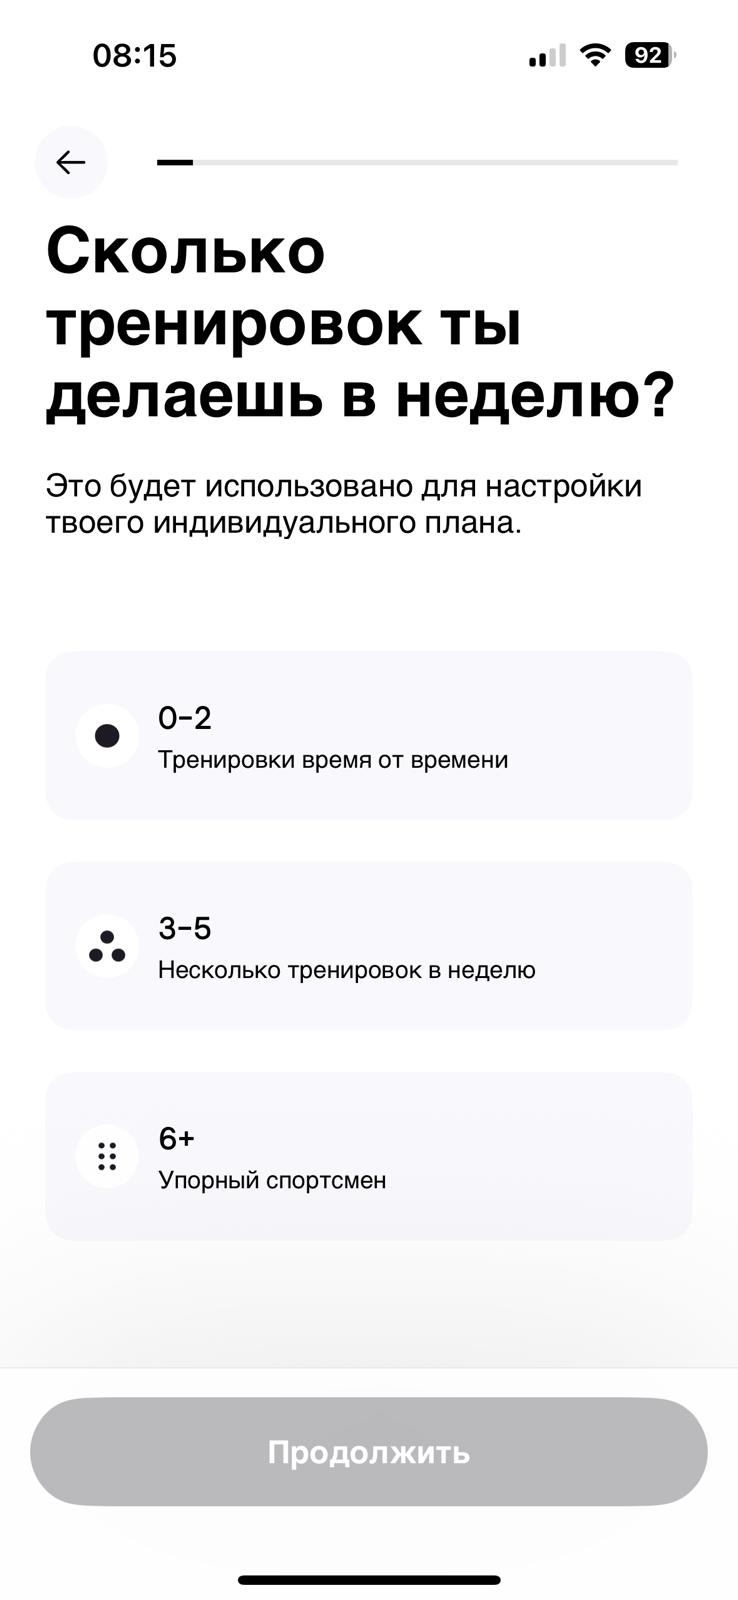 08:15
92
Сколько
тренировок ты
делаешь в неделю?
Это будет использовано для настройки
твоего индивидуального плана.
0–2
Тренировки время от времени
3–5
Несколько тренировок в неделю
6+
Упорный спортсмен
Продолжить